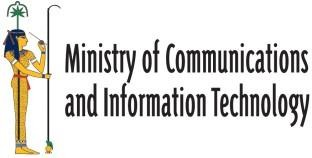 Ministry of Communications
and Information Technology